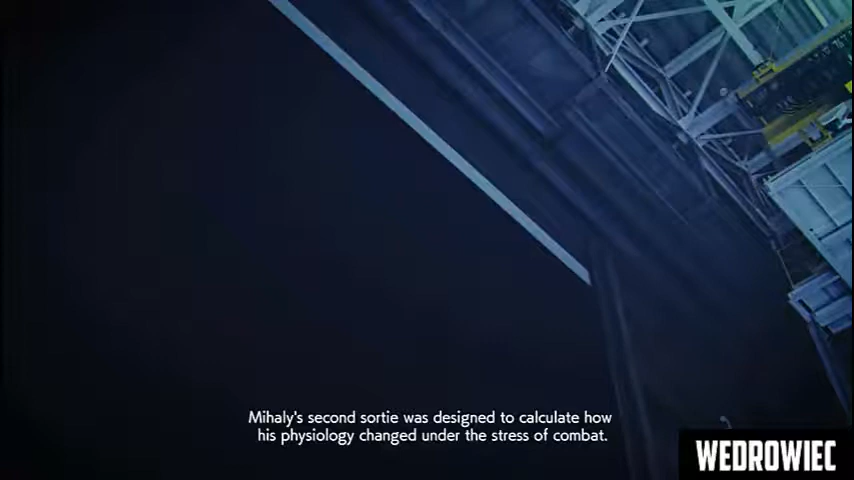 Mihaly's second sortie was designed to calculate how
his physiology changed under the stress of combat.
WEDROWIEC